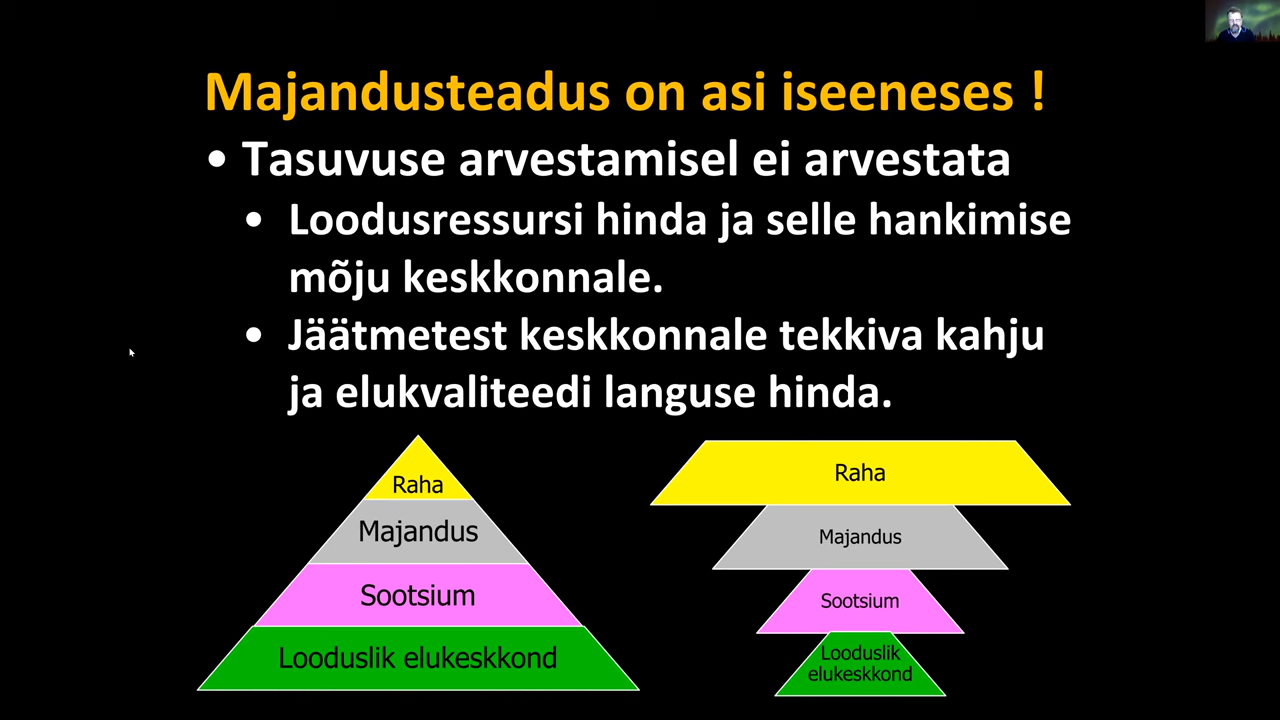 Majandusteadus on asi iseeneses !
• Tasuvuse arvestamisel ei arvestata
• Loodusressursi hinda ja selle hankimise
mõju keskkonnale.
• Jäätmetest keskkonnale tekkiva kahju
ja elukvaliteedi languse hinda.
Raha
Majandus
Sootsium
Looduslik elukeskkond
Raha
Majandus
Sootsium
Looduslik
elukeskkond